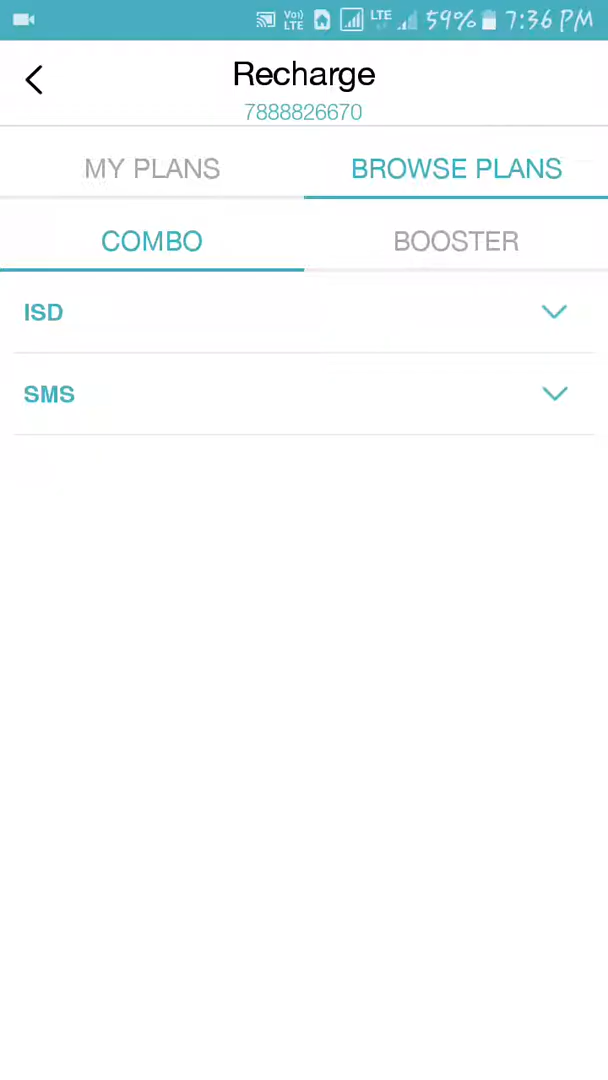 Vo)) LTE LTE 59% 7:36 PM
Recharge
7888826670
MY PLANS BROWSE PLANS
COMBO BOOSTER
ISD
SMS